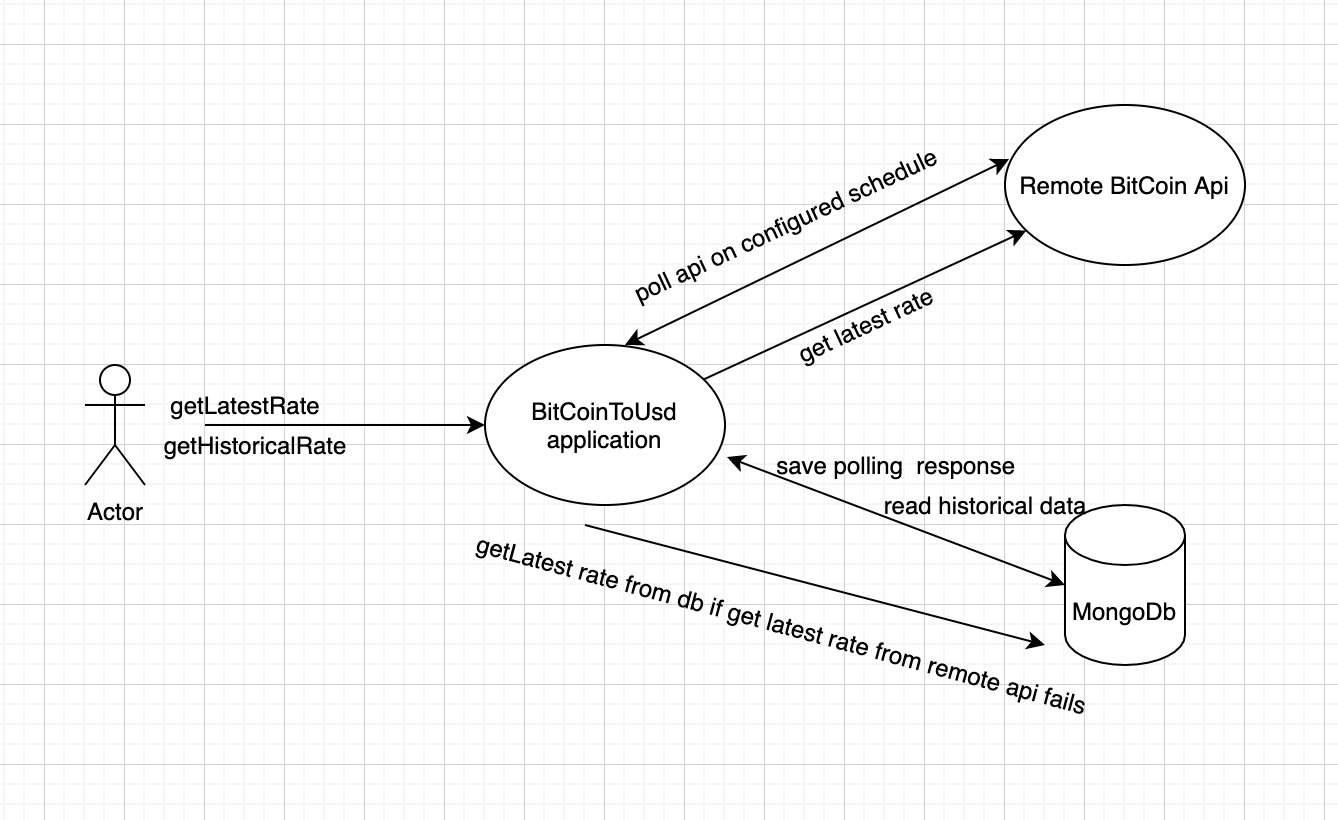 Remote BitCoin Api
poll api on configured schedule
get latest rate
getLatestRate
getHistoricalRate
Actor
BitCoinToUsd
application
save polling  response
read historical data
MongoDb
getLatest rate from db if get latest rate from remote api fails